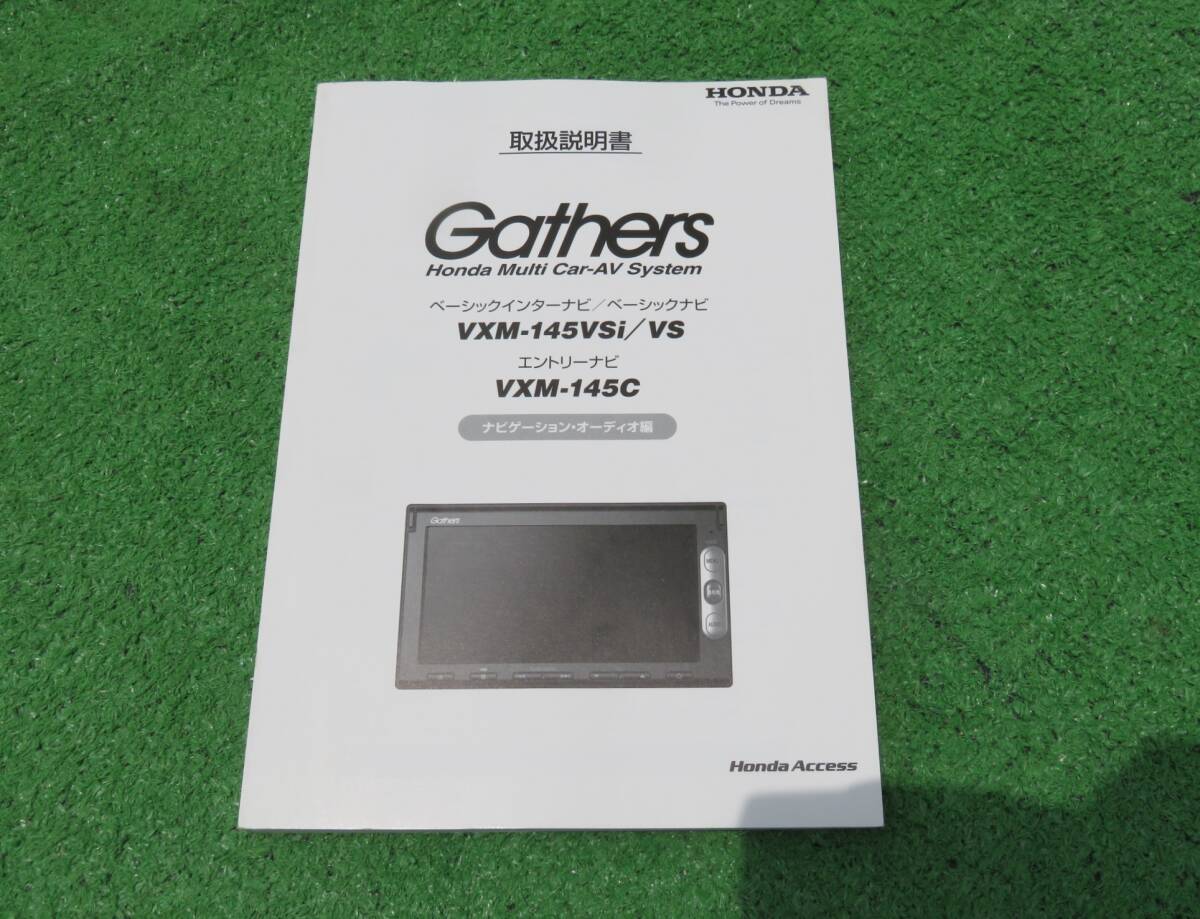 HONDA
The Power of Dreams
取扱説明書
Gathers
Honda Multi Car-AV System
ベーシックインターナビ／ベーシックナビ
VXM-145VSi／VS
エントリーナビ
VXM-145C
ナビゲーション・オーディオ編
Gathers
Honda Access